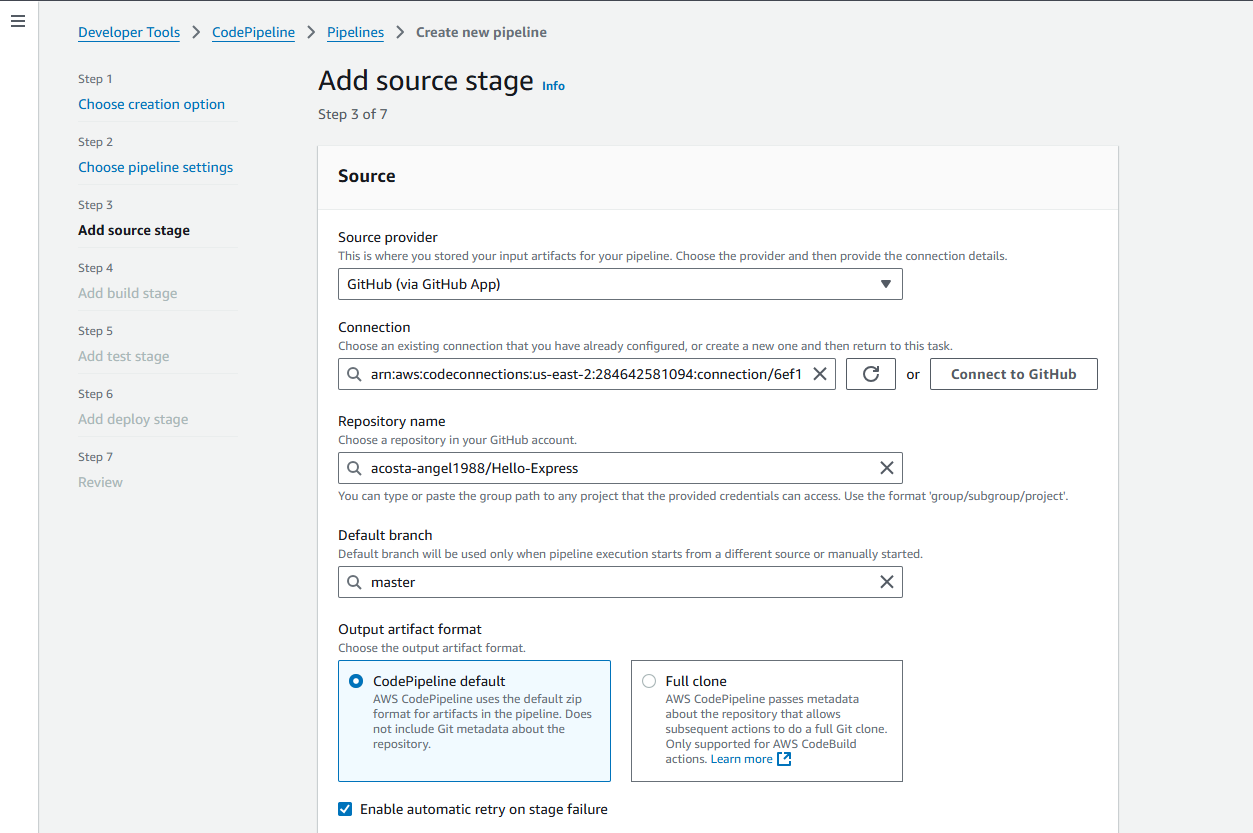 Developer Tools > CodePipeline > Pipelines > Create new pipeline
Step 1
Choose creation option
Step 2
Choose pipeline settings
Step 3
Add source stage
Step 4
Add build stage
Step 5
Add test stage
Step 6
Add deploy stage
Step 7
Review
Add source stage Info
Step 3 of 7
Source
Source provider
This is where you stored your input artifacts for your pipeline. Choose the provider and then provide the connection details.
GitHub (via GitHub App)
Connection
Choose an existing connection that you have already configured, or create a new one and then return to this task.
arn:aws:codeconnections:us-east-2:284642581094:connection/6ef1 or Connect to GitHub
Repository name
Choose a repository in your GitHub account.
acosta-angel1988/Hello-Express
You can type or paste the group path to any project that the provided credentials can access. Use the format 'group/subgroup/project'.
Default branch
Default branch will be used only when pipeline execution starts from a different source or manually started.
master
Output artifact format
Choose the output artifact format.
CodePipeline default
AWS CodePipeline uses the default zip
format for artifacts in the pipeline. Does
not include Git metadata about the
repository.
Full clone
AWS CodePipeline passes metadata
about the repository that allows
subsequent actions to do a full Git clone.
Only supported for AWS CodeBuild
actions. Learn more
Enable automatic retry on stage failure